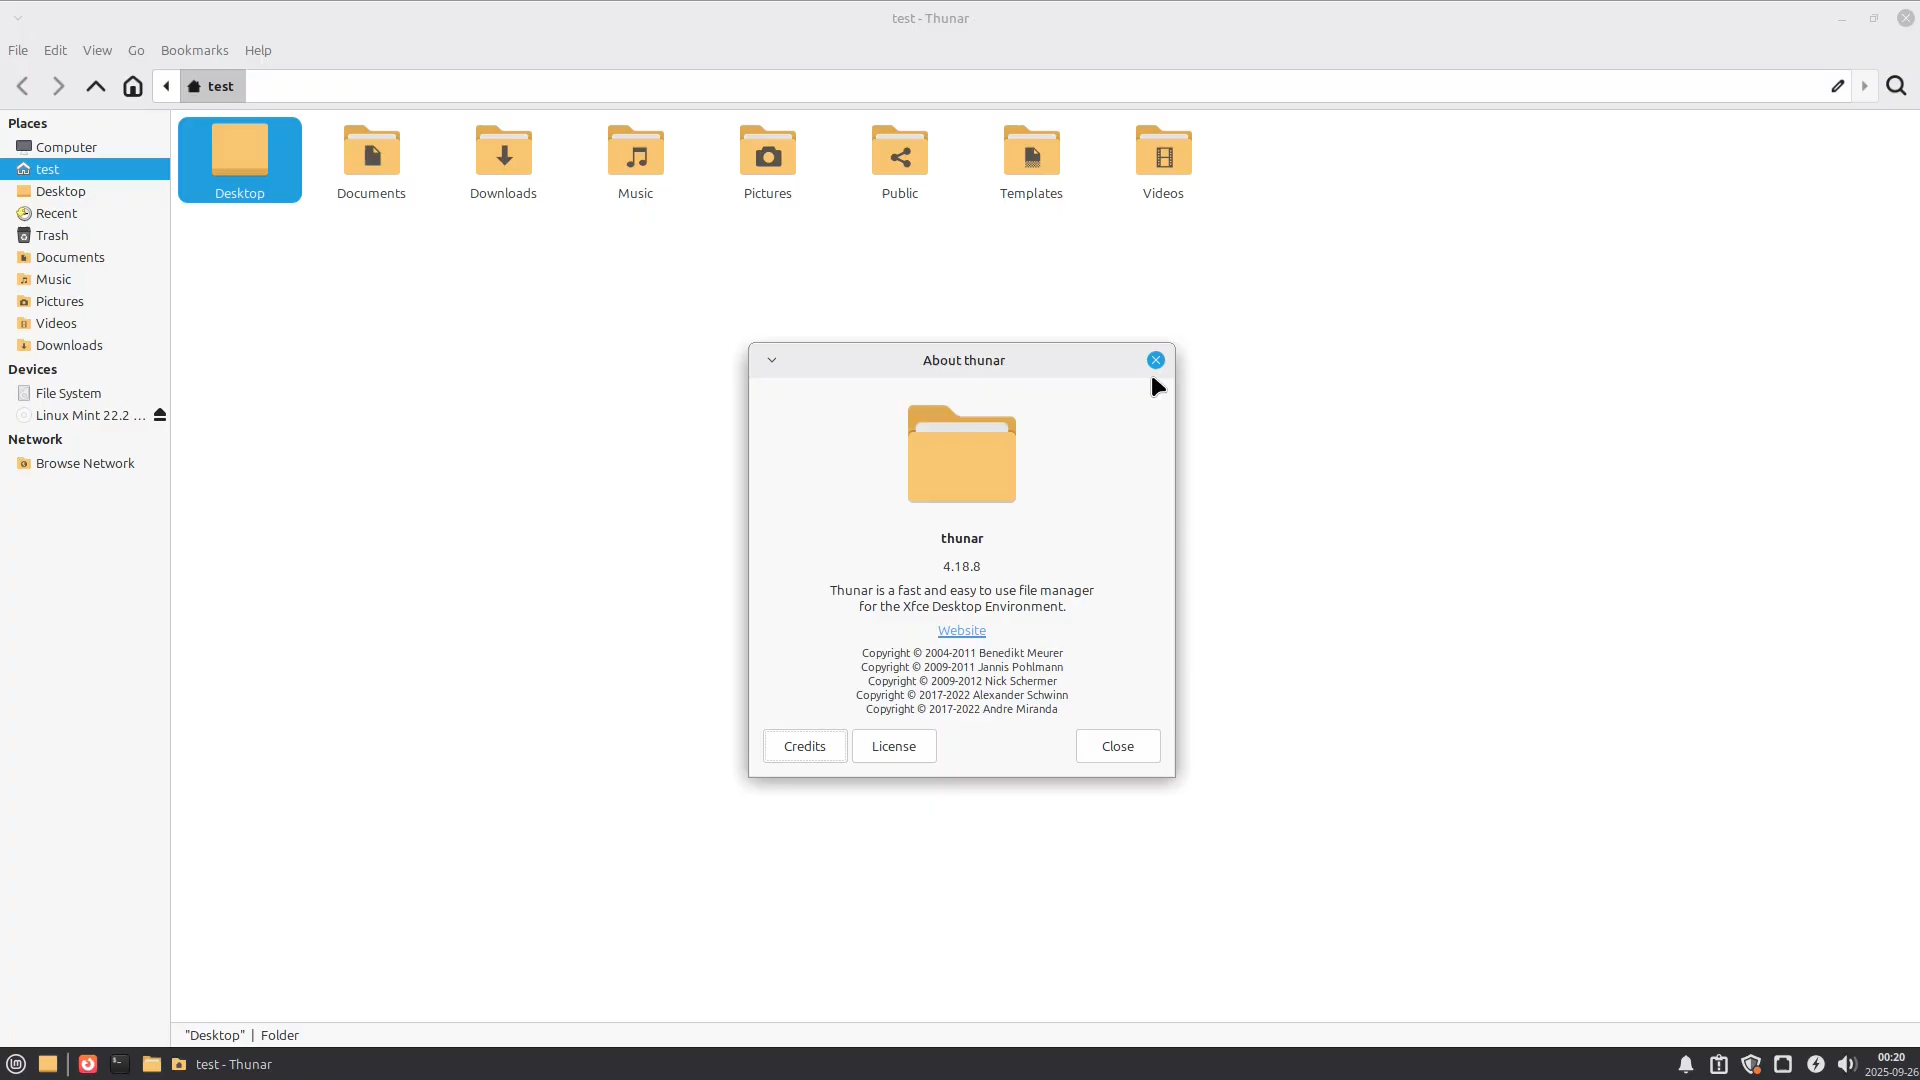 test - Thunar
File Edit View Go Bookmarks Help
test
Places
Computer
test
Desktop
Recent
Trash
Documents
Music
Pictures
Videos
Downloads
Devices
File System
Linux Mint 22.2 ...
Network
Browse Network
Desktop Documents Downloads Music Pictures Public Templates Videos
About thunar
thunar
4.18.8
Thunar is a fast and easy to use file manager
for the Xfce Desktop Environment.
Website
Copyright © 2004-2011 Benedikt Meurer
Copyright © 2009-2011 Jannis Pohlmann
Copyright © 2009-2012 Nick Schermer
Copyright © 2017-2022 Alexander Schwinn
Copyright © 2017-2022 Andre Miranda
Credits License Close
"Desktop" | Folder
test - Thunar
00:20
2025-09-26